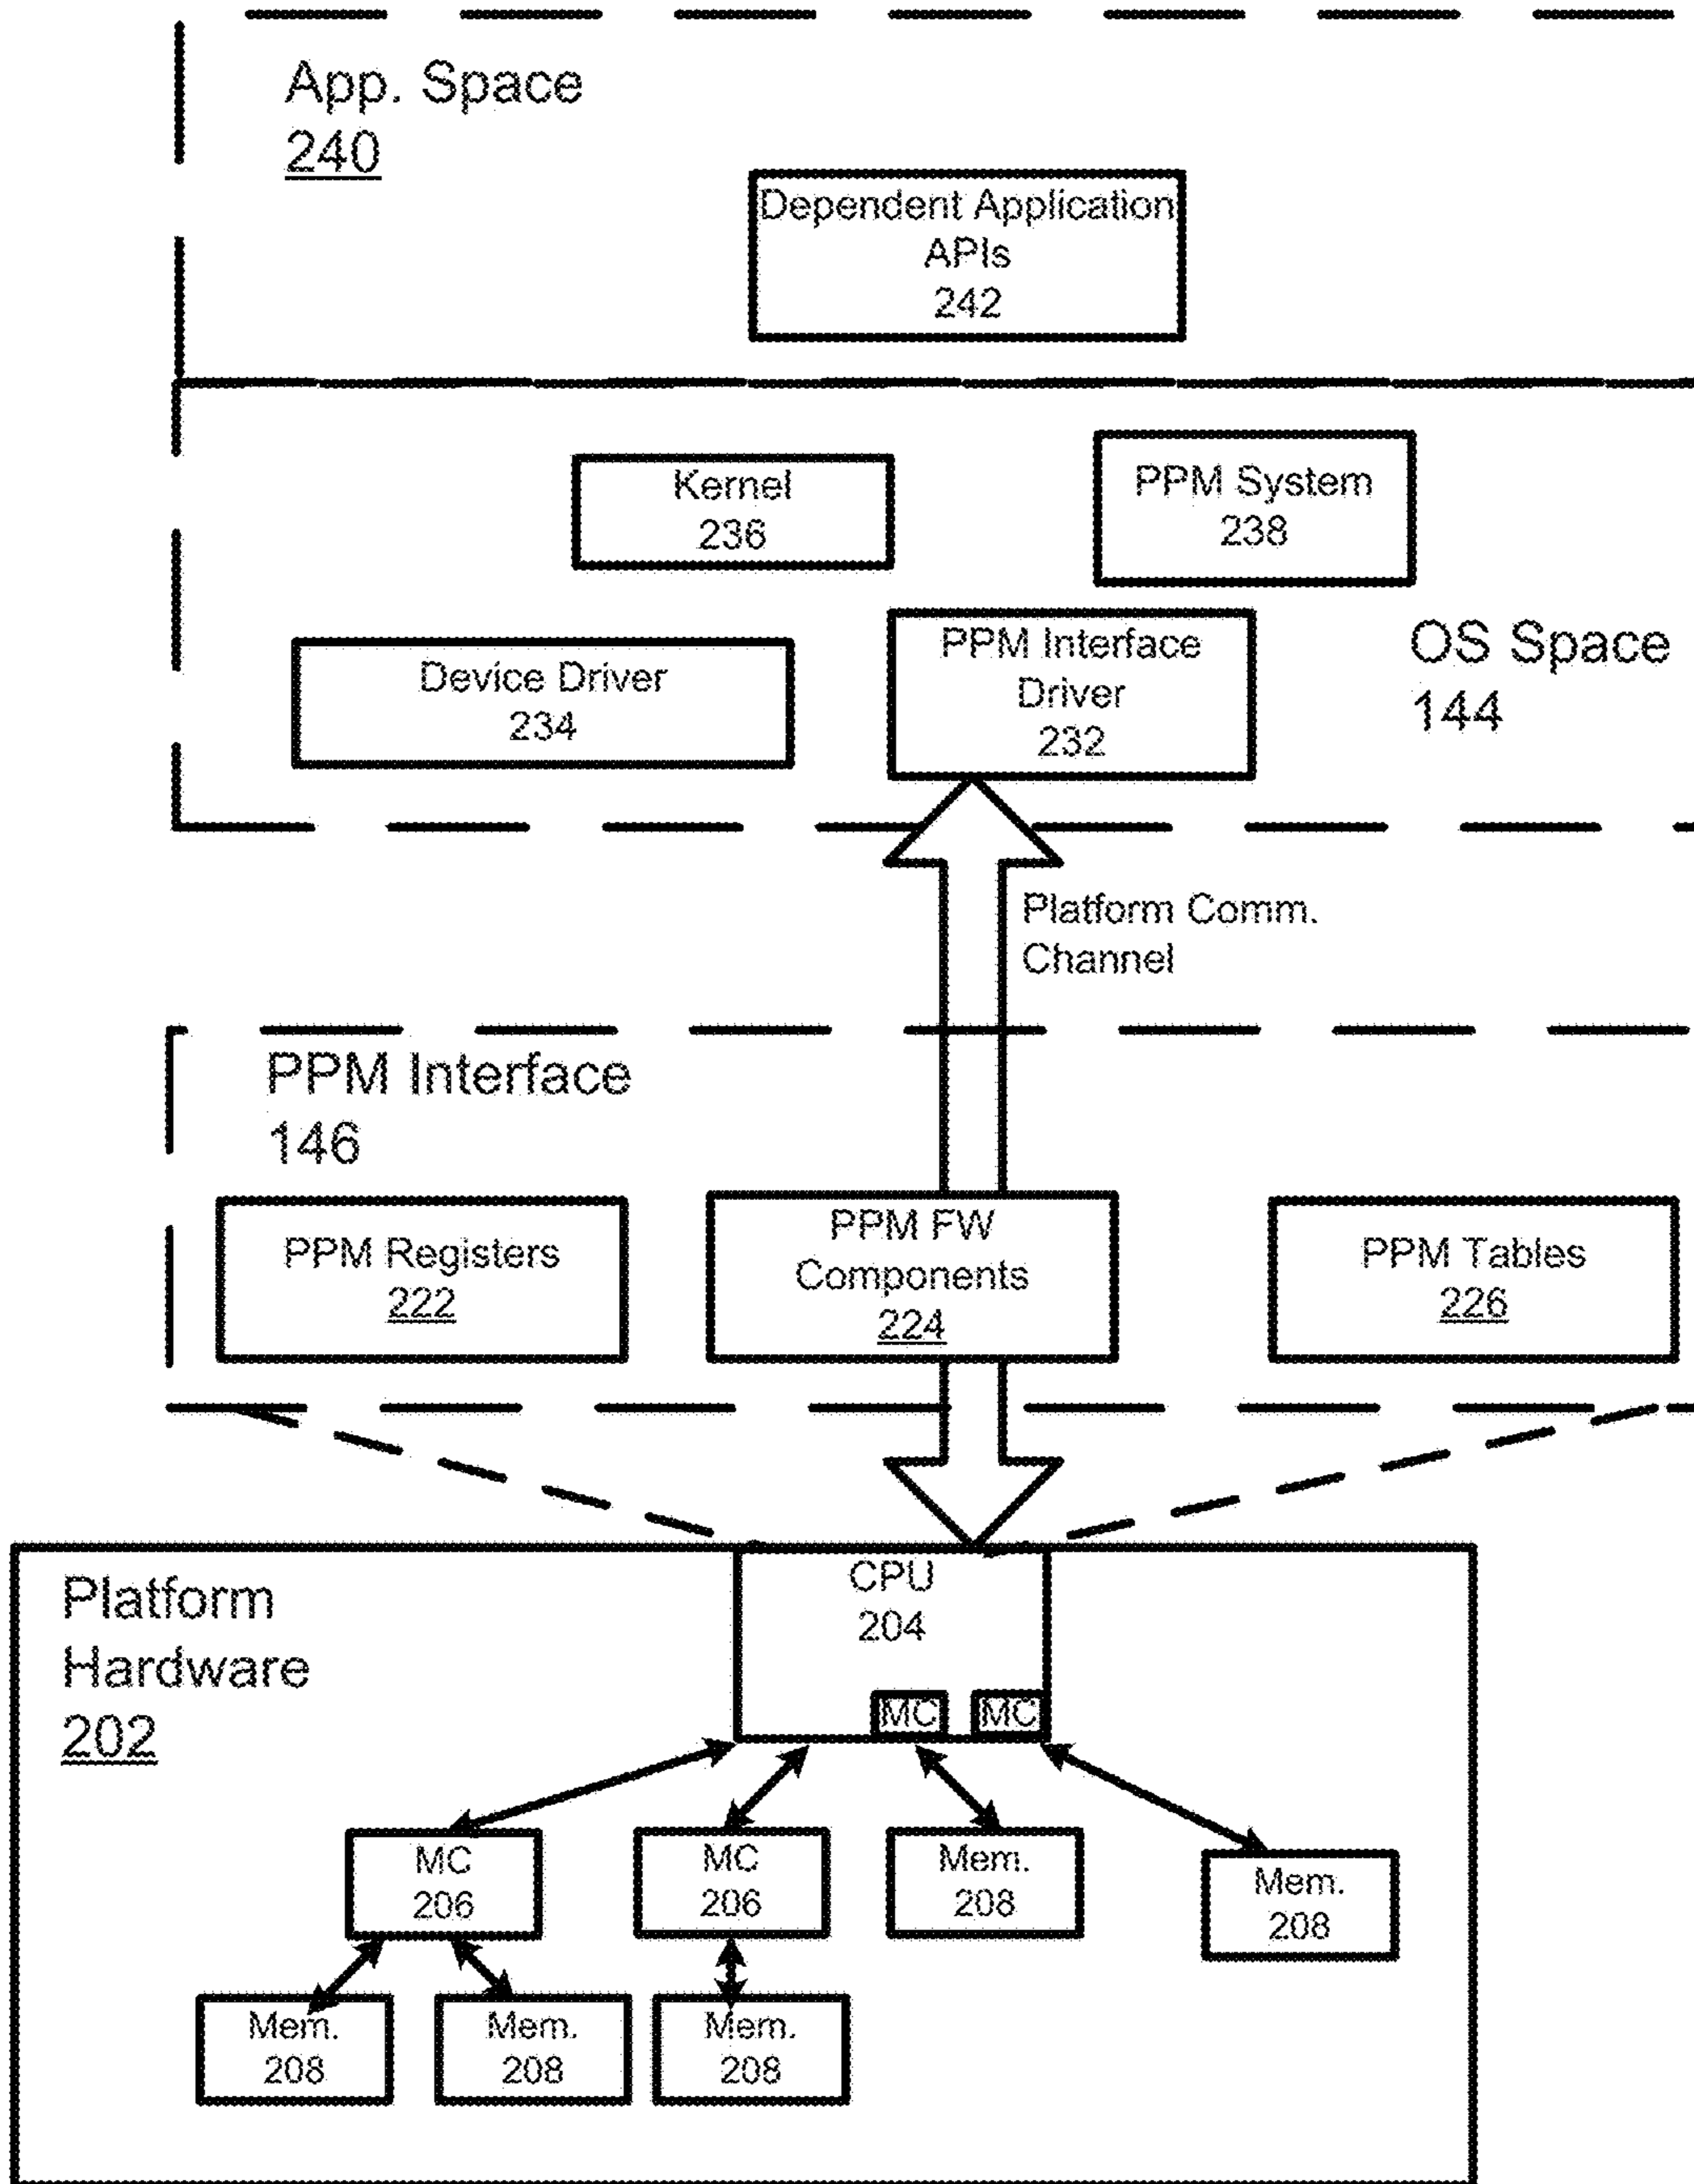 App. Space
240
Dependent Application
APIs
242
Kernel
236
PPM System
238
Device Driver
234
PPM Interface
Driver
232
OS Space
144
Platform Comm.
Channel
PPM Interface
146
PPM Registers
222
PPM FW
Components
224
PPM Tables
226
Platform
Hardware
202
CPU
204
MC
MC
MC
206
MC
206
Mem.
208
Mem.
208
Mem.
208
Mem.
208
Mem.
208